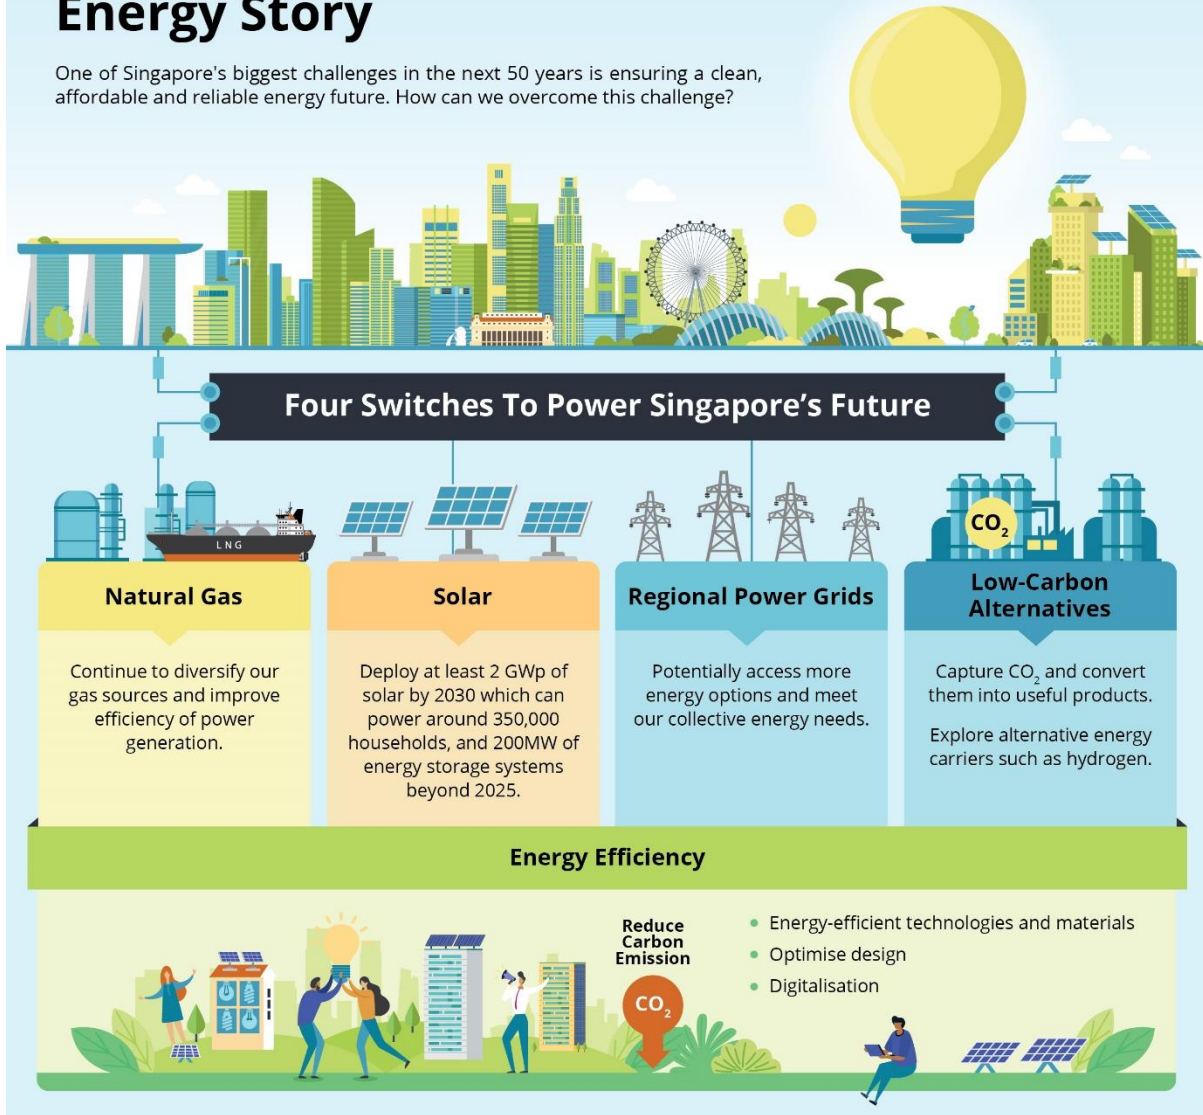 Energy Story
One of Singapore's biggest challenges in the next 50 years is ensuring a clean,
affordable and reliable energy future. How can we overcome this challenge?
Four Switches To Power Singapore's Future
LNG
CO₂
Natural Gas
Continue to diversify our
gas sources and improve
efficiency of power
generation.
Solar
Deploy at least 2 GWp of
solar by 2030 which can
power around 350,000
households, and 200MW of
energy storage systems
beyond 2025.
Regional Power Grids
Potentially access more
energy options and meet
our collective energy needs.
Low-Carbon
Alternatives
Capture CO₂ and convert
them into useful products.
Explore alternative energy
carriers such as hydrogen.
Energy Efficiency
Reduce
Carbon
Emission
CO₂
• Energy-efficient technologies and materials
• Optimise design
• Digitalisation